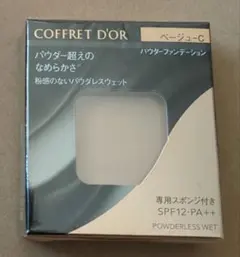 COFFRET D'OR
ベージューC
パウダーファンデーション
パウダー超えの
なめらかさ
粉感のないパウダレスウェット
専用スポンジ付き
SPF12·PA++
POWDERLESS WET